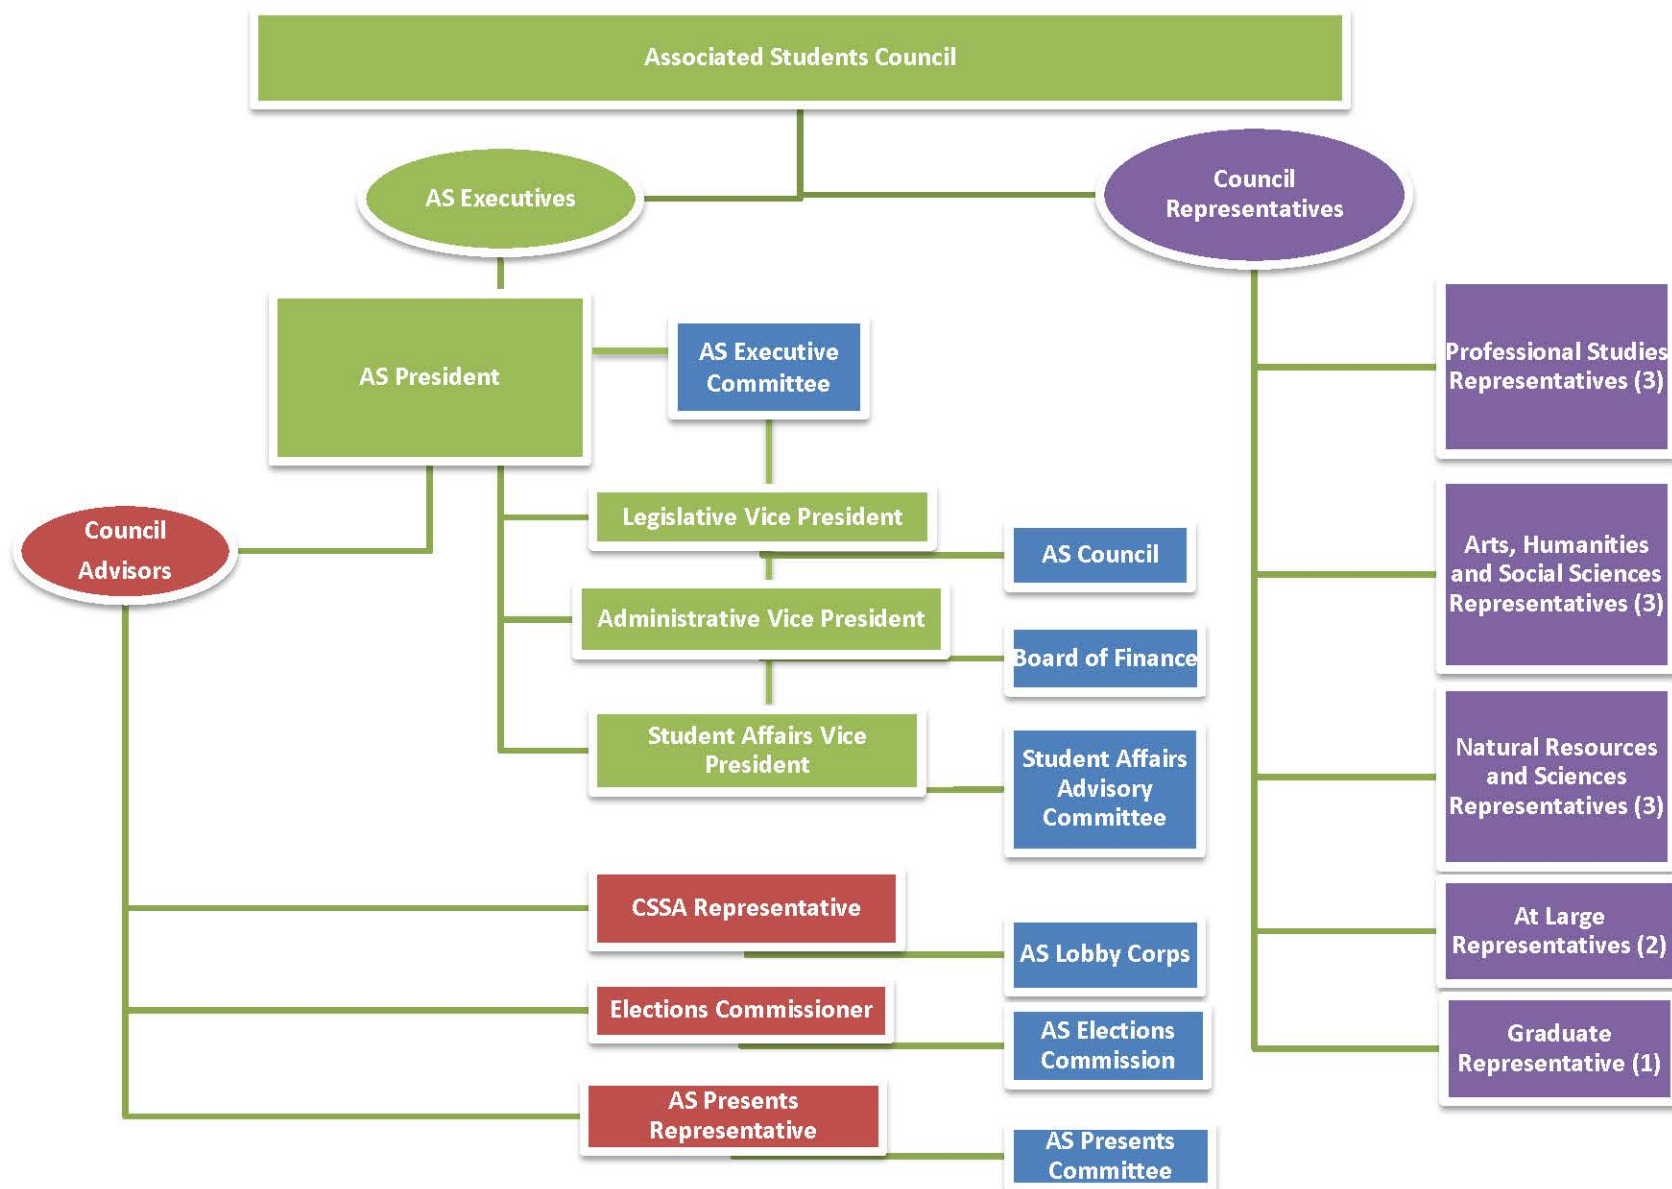 Associated Students Council
AS Executives
Council
Representatives
AS President
AS Executive
Committee
Professional Studies
Representatives (3)
Council
Advisors
Legislative Vice President
AS Council
Arts, Humanities
and Social Sciences
Representatives (3)
Administrative Vice President
Board of Finance
Student Affairs Vice
President
Student Affairs
Advisory
Committee
Natural Resources
and Sciences
Representatives (3)
CSSA Representative
AS Lobby Corps
At Large
Representatives (2)
Elections Commissioner
AS Elections
Commission
Graduate
Representative (1)
AS Presents
Representative
AS Presents
Committee